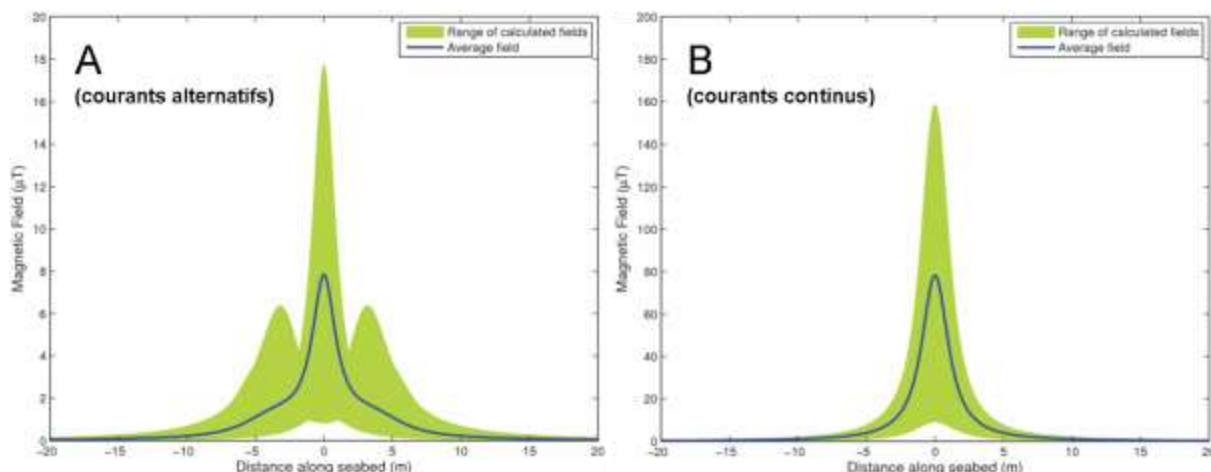 A
(courants alternatifs)
Range of calculated fields
Average field
Magnetic Field (µT)
20
18
16
14
12
10
8
6
4
2
0
−20 −15 −10 −5 0 5 10 15 20
Distance along seabed (m)
B
(courants continus)
Range of calculated fields
Average field
Magnetic Field (µT)
200
180
160
140
120
100
80
60
40
20
0
−20 −15 −10 −5 0 5 10 15 20
Distance along seabed (m)